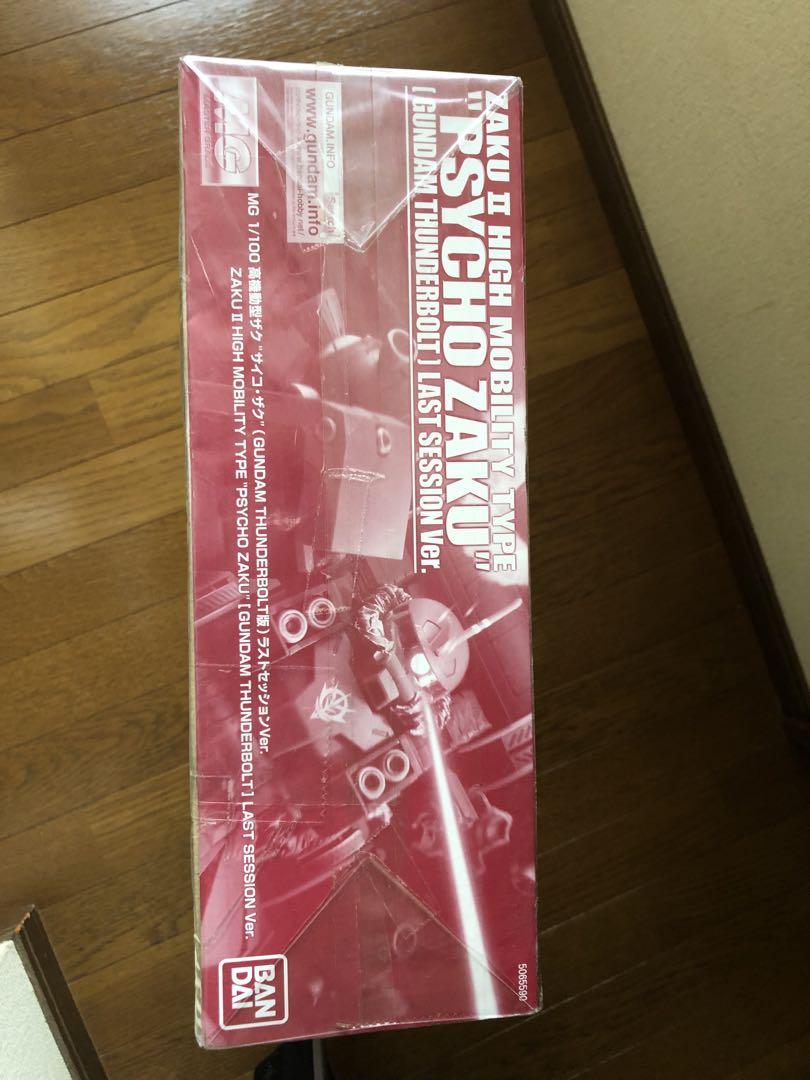 ZAKU II HIGH MOBILITY TYPE
"PSYCHO ZAKU"
[GUNDAM THUNDERBOLT] LAST SESSION Ver.
GUNDAM.INFO
www.gundam.info
MG
MG 1/100 高機動型ザク "サイコ・ザク" (GUNDAM THUNDERBOLT版) ラストセッションVer.
ZAKU II HIGH MOBILITY TYPE "PSYCHO ZAKU" [GUNDAM THUNDERBOLT] LAST SESSION Ver.
BAN
DAI
5065590